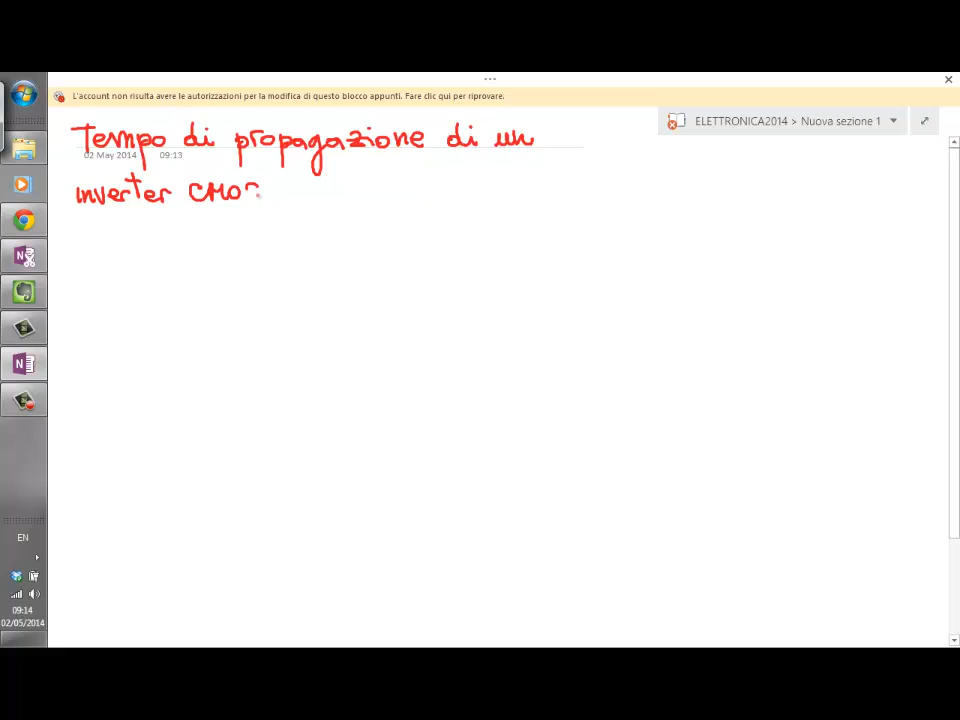 L'account non risulta avere le autorizzazioni per la modifica di questo blocco appunti. Fare clic qui per riprovare.
ELETTRONICA2014 > Nuova sezione 1
Tempo di propagazione di un
02 May 2014 09:13
inverter CMOS
EN
09:14
02/05/2014